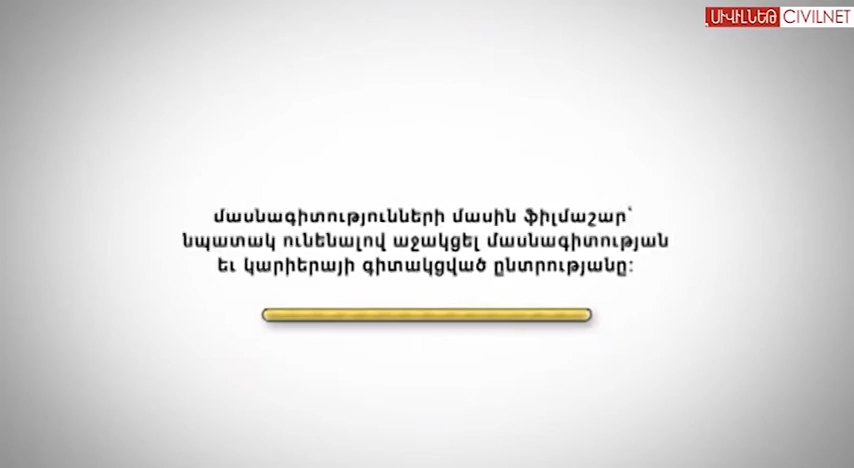 ՍԻՎԻԼՆԵԹ CIVILNET
մասնագիտությունների մասին ֆիլմաշար՝
նպատակ ունենալով աջակցել մասնագիտության
եւ կարիերայի գիտակցված ընտրությանը: